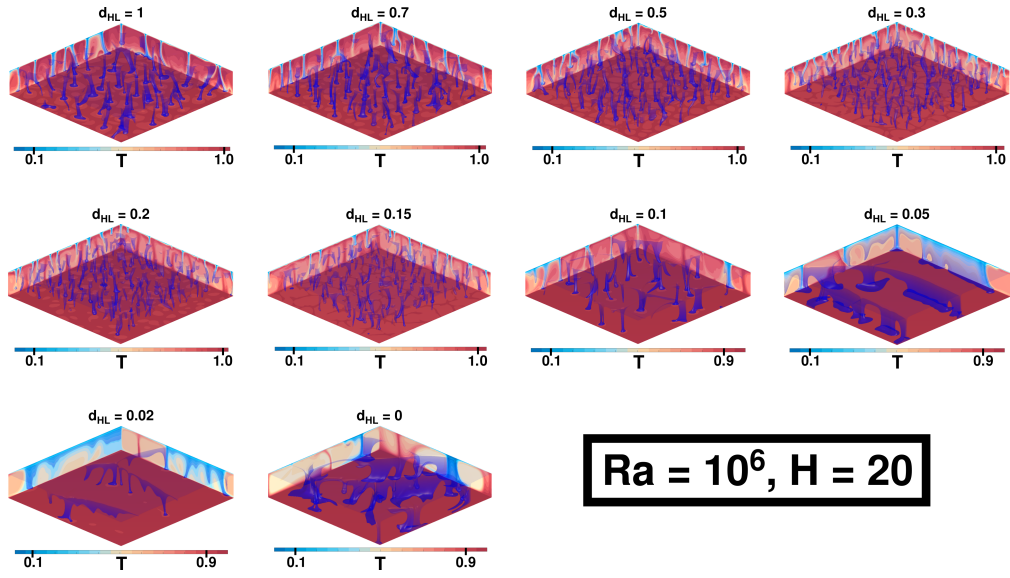 d_HL = 1 d_HL = 0.7 d_HL = 0.5 d_HL = 0.3
0.1 T 1.0 0.1 T 1.0 0.1 T 1.0 0.1 T 1.0
d_HL = 0.2 d_HL = 0.15 d_HL = 0.1 d_HL = 0.05
0.1 T 1.0 0.1 T 1.0 0.1 T 0.9 0.1 T 0.9
d_HL = 0.02 d_HL = 0
Ra = 10⁶, H = 20
0.1 T 0.9 0.1 T 0.9